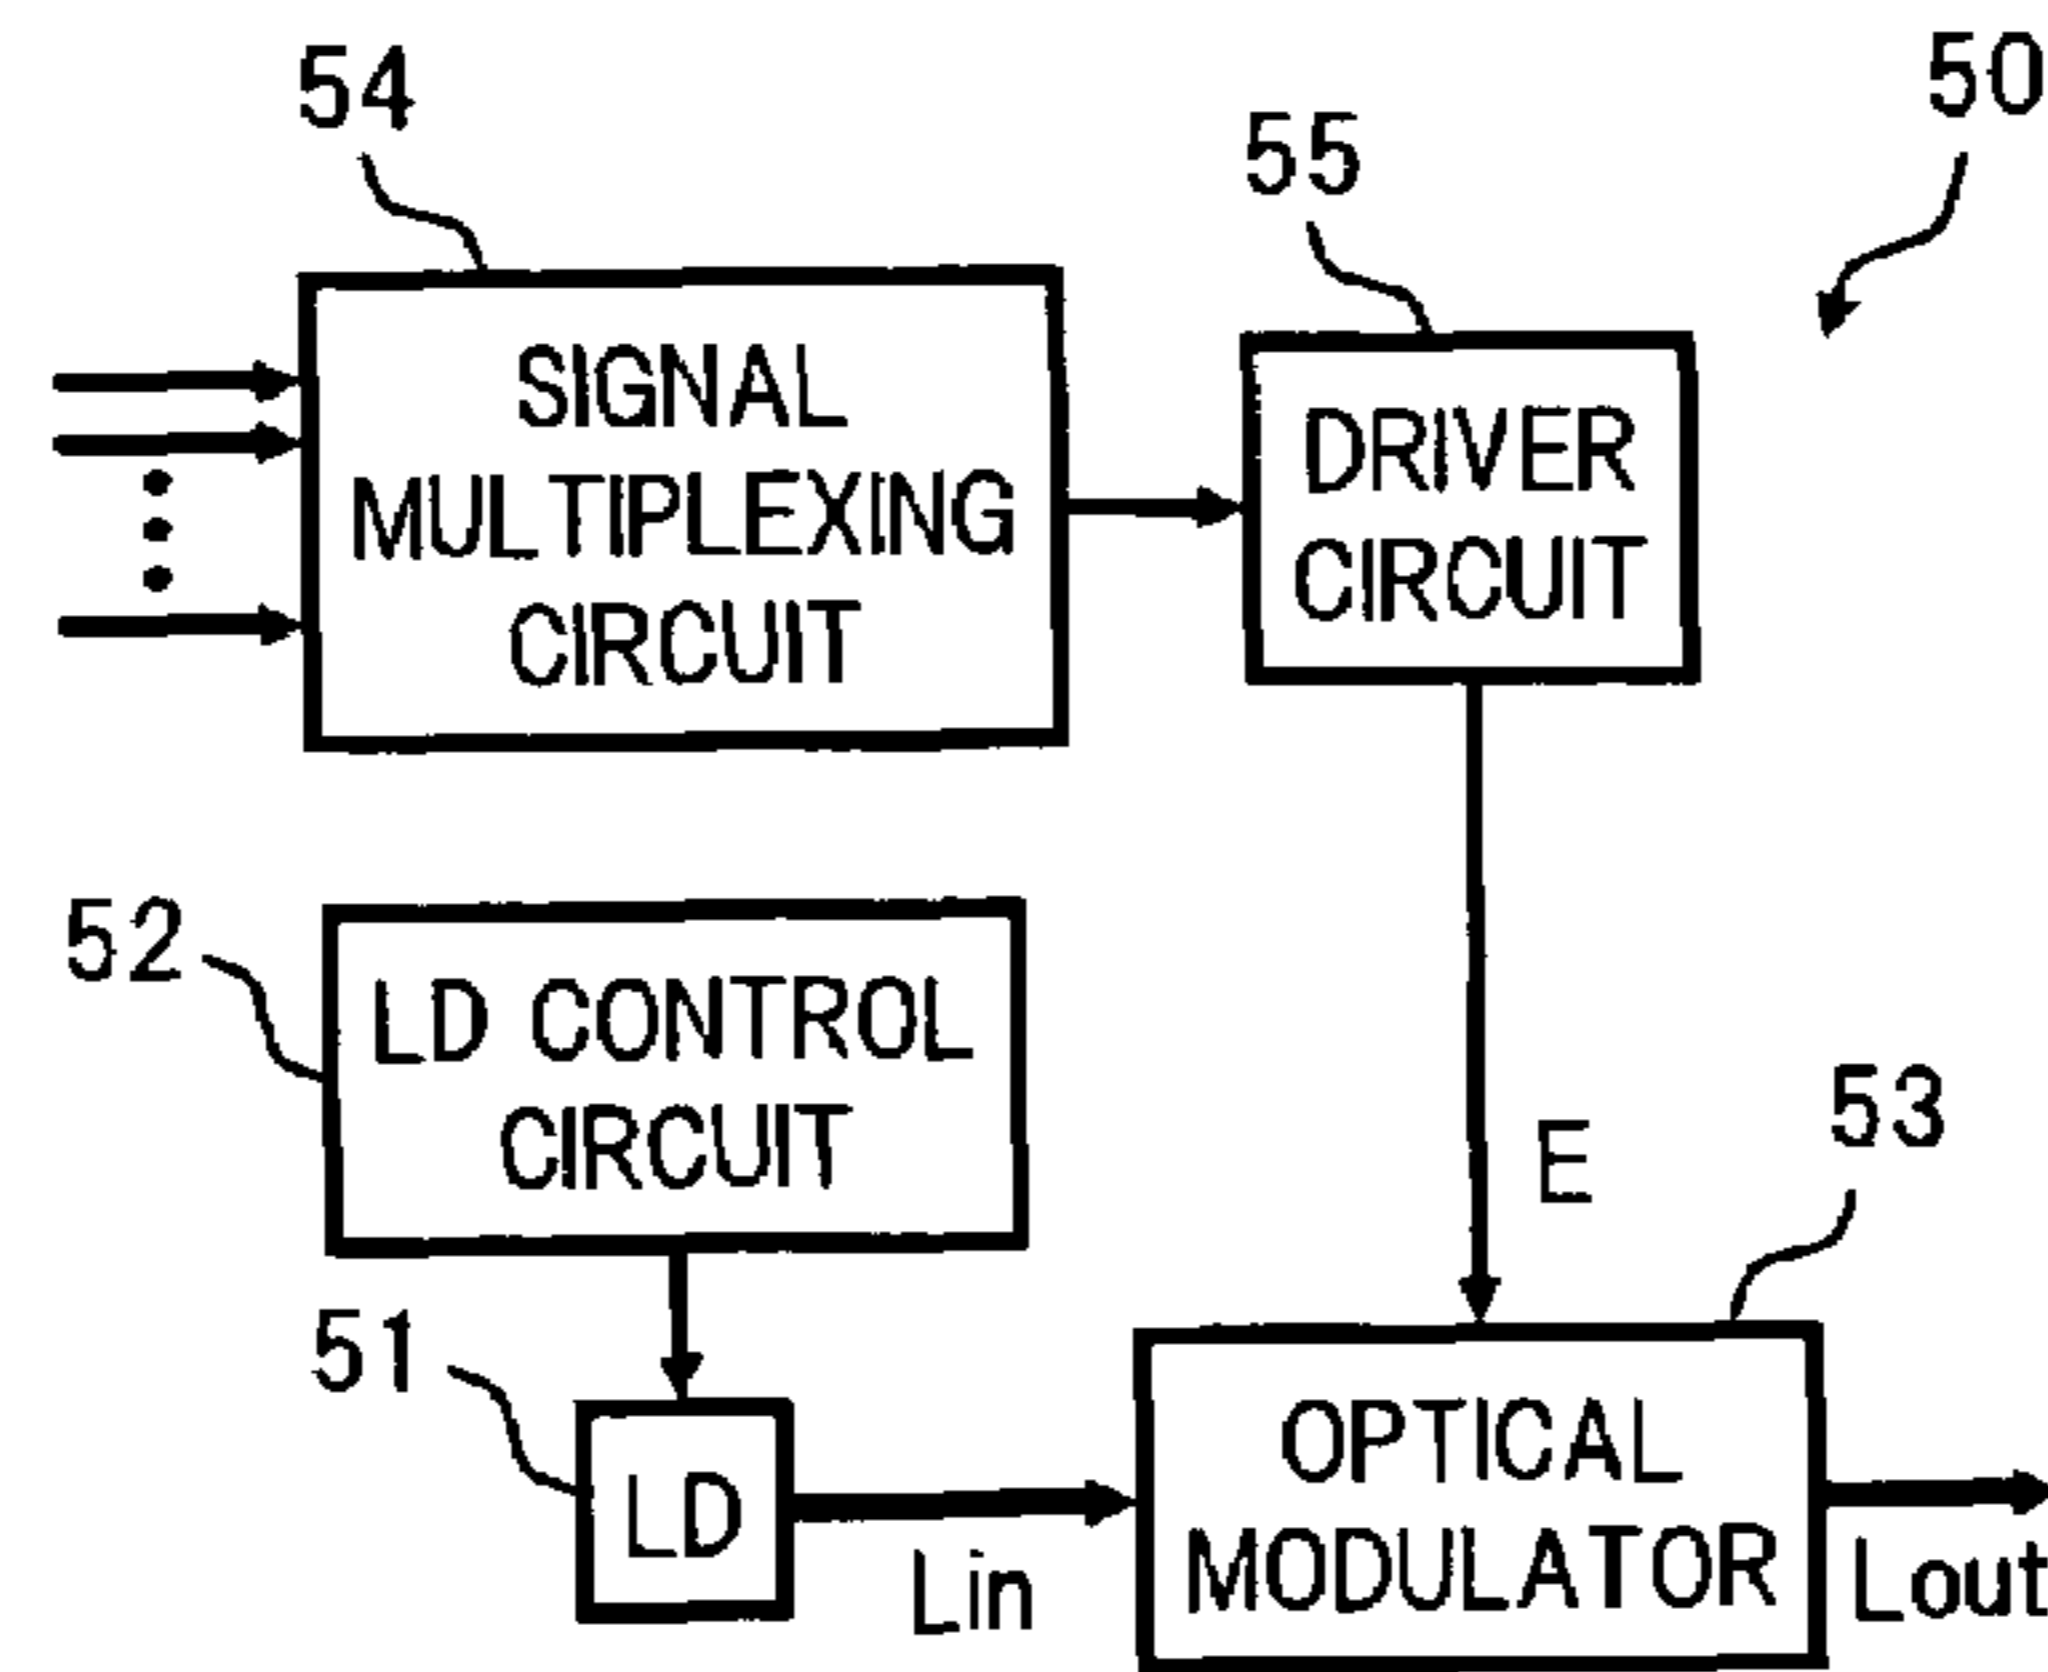 54
50
55
SIGNAL
MULTIPLEXING
CIRCUIT
DRIVER
CIRCUIT
52
LD CONTROL
CIRCUIT
E
53
51
LD
Lin
OPTICAL
MODULATOR
Lout